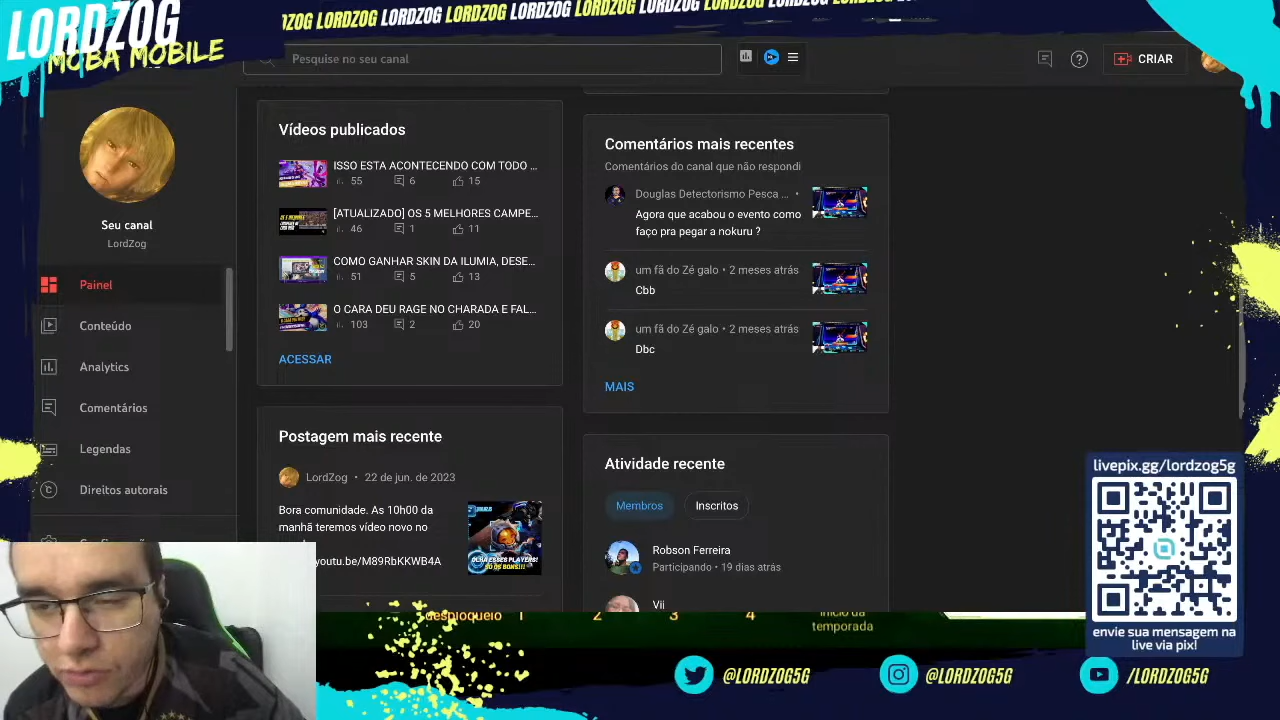 LORDZOG
MOBA MOBILE
ZOG LORDZOG LORDZOG LORDZOG LORDZOG LORDZOG LORDZOG LORDZOG LORDZOG
Pesquise no seu canal
CRIAR
Seu canal
LordZog
Painel
Conteúdo
Analytics
Comentários
Legendas
Direitos autorais
Vídeos publicados
ISSO ESTA ACONTECENDO COM TODO ...
55 6 15
[ATUALIZADO] OS 5 MELHORES CAMPE...
46 1 11
COMO GANHAR SKIN DA ILUMIA, DESE...
51 5 13
O CARA DEU RAGE NO CHARADA E FAL...
103 2 20
ACESSAR
Postagem mais recente
LordZog • 22 de jun. de 2023
Bora comunidade. As 10h00 da
manhã teremos vídeo novo no
youtu.be/M89RbKKWB4A
Comentários mais recentes
Comentários do canal que não respondi
Douglas Detectorismo Pesca ... •
Agora que acabou o evento como
faço pra pegar a nokuru ?
um fã do Zé galo • 2 meses atrás
Cbb
um fã do Zé galo • 2 meses atrás
Dbc
MAIS
Atividade recente
Membros Inscritos
Robson Ferreira
Participando • 19 dias atrás
Vii
desbloqueio 1 2 3 4
início da
temporada
livepix.gg/lordzog5g
envie sua mensagem na
live via pix!
@LORDZOG5G
@LORDZOG5G
/LORDZOG5G